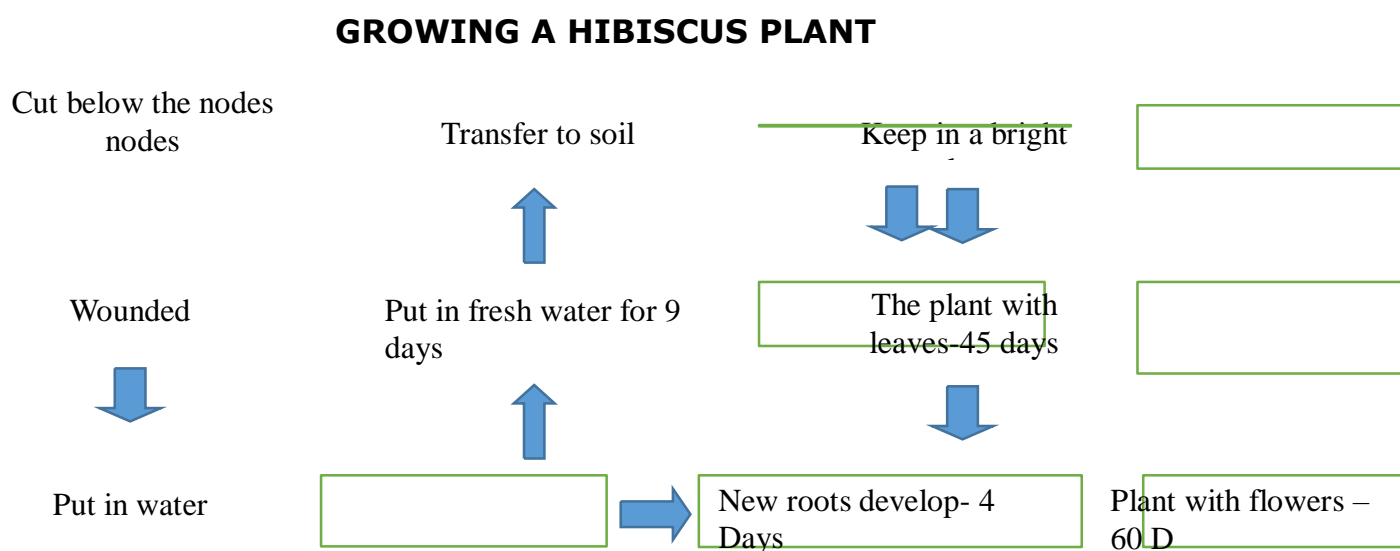 GROWING A HIBISCUS PLANT
Cut below the nodes
nodes
Transfer to soil
Keep in a bright
Wounded
Put in fresh water for 9
days
The plant with
leaves-45 days
Put in water
New roots develop- 4
Days
Plant with flowers –
60 D